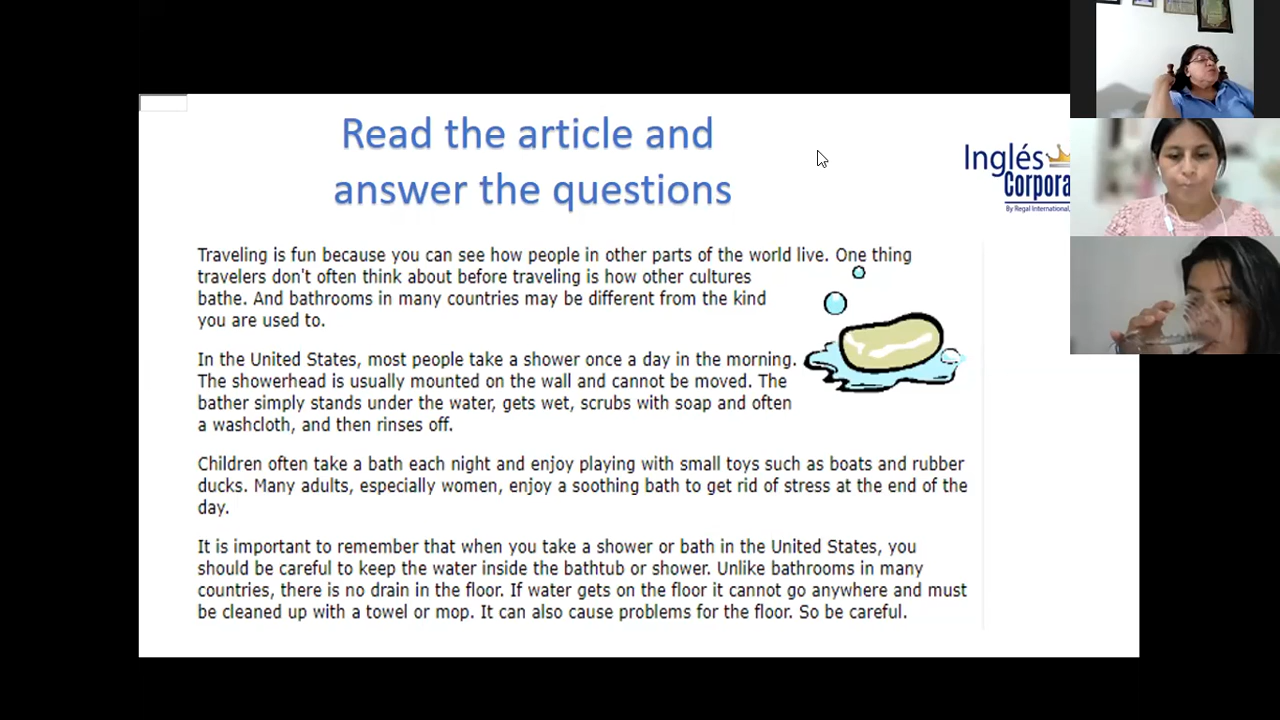 Read the article and
answer the questions
Inglés
Corpora
By Regal International,
Traveling is fun because you can see how people in other parts of the world live. One thing
travelers don't often think about before traveling is how other cultures
bathe. And bathrooms in many countries may be different from the kind
you are used to.
In the United States, most people take a shower once a day in the morning.
The showerhead is usually mounted on the wall and cannot be moved. The
bather simply stands under the water, gets wet, scrubs with soap and often
a washcloth, and then rinses off.
Children often take a bath each night and enjoy playing with small toys such as boats and rubber
ducks. Many adults, especially women, enjoy a soothing bath to get rid of stress at the end of the
day.
It is important to remember that when you take a shower or bath in the United States, you
should be careful to keep the water inside the bathtub or shower. Unlike bathrooms in many
countries, there is no drain in the floor. If water gets on the floor it cannot go anywhere and must
be cleaned up with a towel or mop. It can also cause problems for the floor. So be careful.